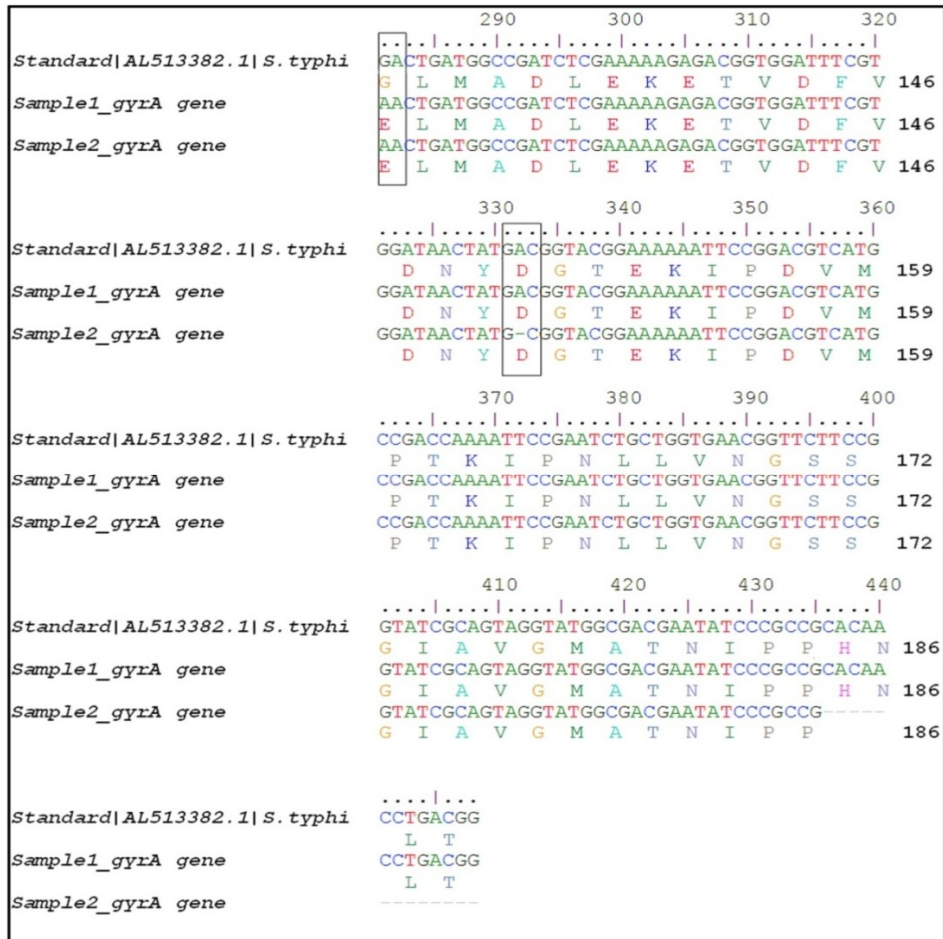 290 300 310 320
....|....|....|....|....|....|....|....|
Standard|AL513382.1|S.typhi GACTGATGGCCGATCTCGAAAAAGAGACGGTGGATTTCGT
G L M A D L E K E T V D F V 146
Sample1_gyrA gene AACTGATGGCCGATCTCGAAAAAGAGACGGTGGATTTCGT
E L M A D L E K E T V D F V 146
Sample2_gyrA gene AACTGATGGCCGATCTCGAAAAAGAGACGGTGGATTTCGT
E L M A D L E K E T V D F V 146
330 340 350 360
....|....|....|....|....|....|....|....|
Standard|AL513382.1|S.typhi GGATAACTATGACGGTACGGAAAAAATTCCGGACGTCATG
D N Y D G T E K I P D V M 159
Sample1_gyrA gene GGATAACTATGACGGTACGGAAAAAATTCCGGACGTCATG
D N Y D G T E K I P D V M 159
Sample2_gyrA gene GGATAACTATG-CGGTACGGAAAAAATTCCGGACGTCATG
D N Y D G T E K I P D V M 159
370 380 390 400
....|....|....|....|....|....|....|....|
Standard|AL513382.1|S.typhi CCGACCAAAATTCCGAATCTGCTGGTGAACGGTTCTTCCG
P T K I P N L L V N G S S 172
Sample1_gyrA gene CCGACCAAAATTCCGAATCTGCTGGTGAACGGTTCTTCCG
P T K I P N L L V N G S S 172
Sample2_gyrA gene CCGACCAAAATTCCGAATCTGCTGGTGAACGGTTCTTCCG
P T K I P N L L V N G S S 172
410 420 430 440
....|....|....|....|....|....|....|....|
Standard|AL513382.1|S.typhi GTATCGCAGTAGGTATGGCGACGAATATCCCGCCGCACAA
G I A V G M A T N I P P H N 186
Sample1_gyrA gene GTATCGCAGTAGGTATGGCGACGAATATCCCGCCGCACAA
G I A V G M A T N I P P H N 186
Sample2_gyrA gene GTATCGCAGTAGGTATGGCGACGAATATCCCGCCG-----
G I A V G M A T N I P P 186
....|...
Standard|AL513382.1|S.typhi CCTGACGG
L T
Sample1_gyrA gene CCTGACGG
L T
Sample2_gyrA gene --------